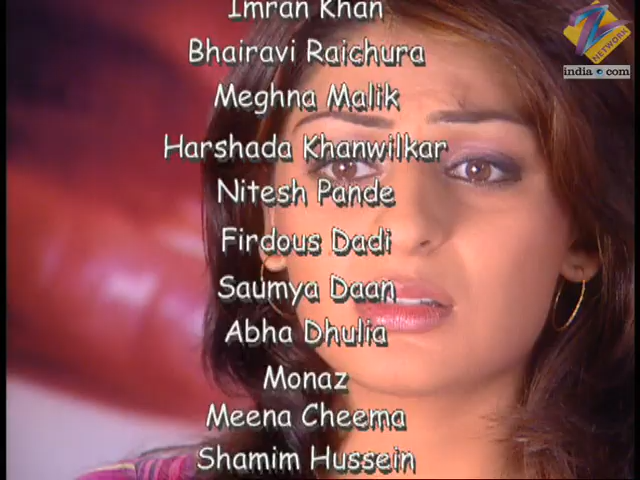 Imran Khan
Bhairavi Raichura
Meghna Malik
Harshada Khanwilkar
Nitesh Pande
Firdous Dadi
Saumya Daan
Abha Dhulia
Monaz
Meena Cheema
Shamim Hussein
Z
NETWORK
india.com